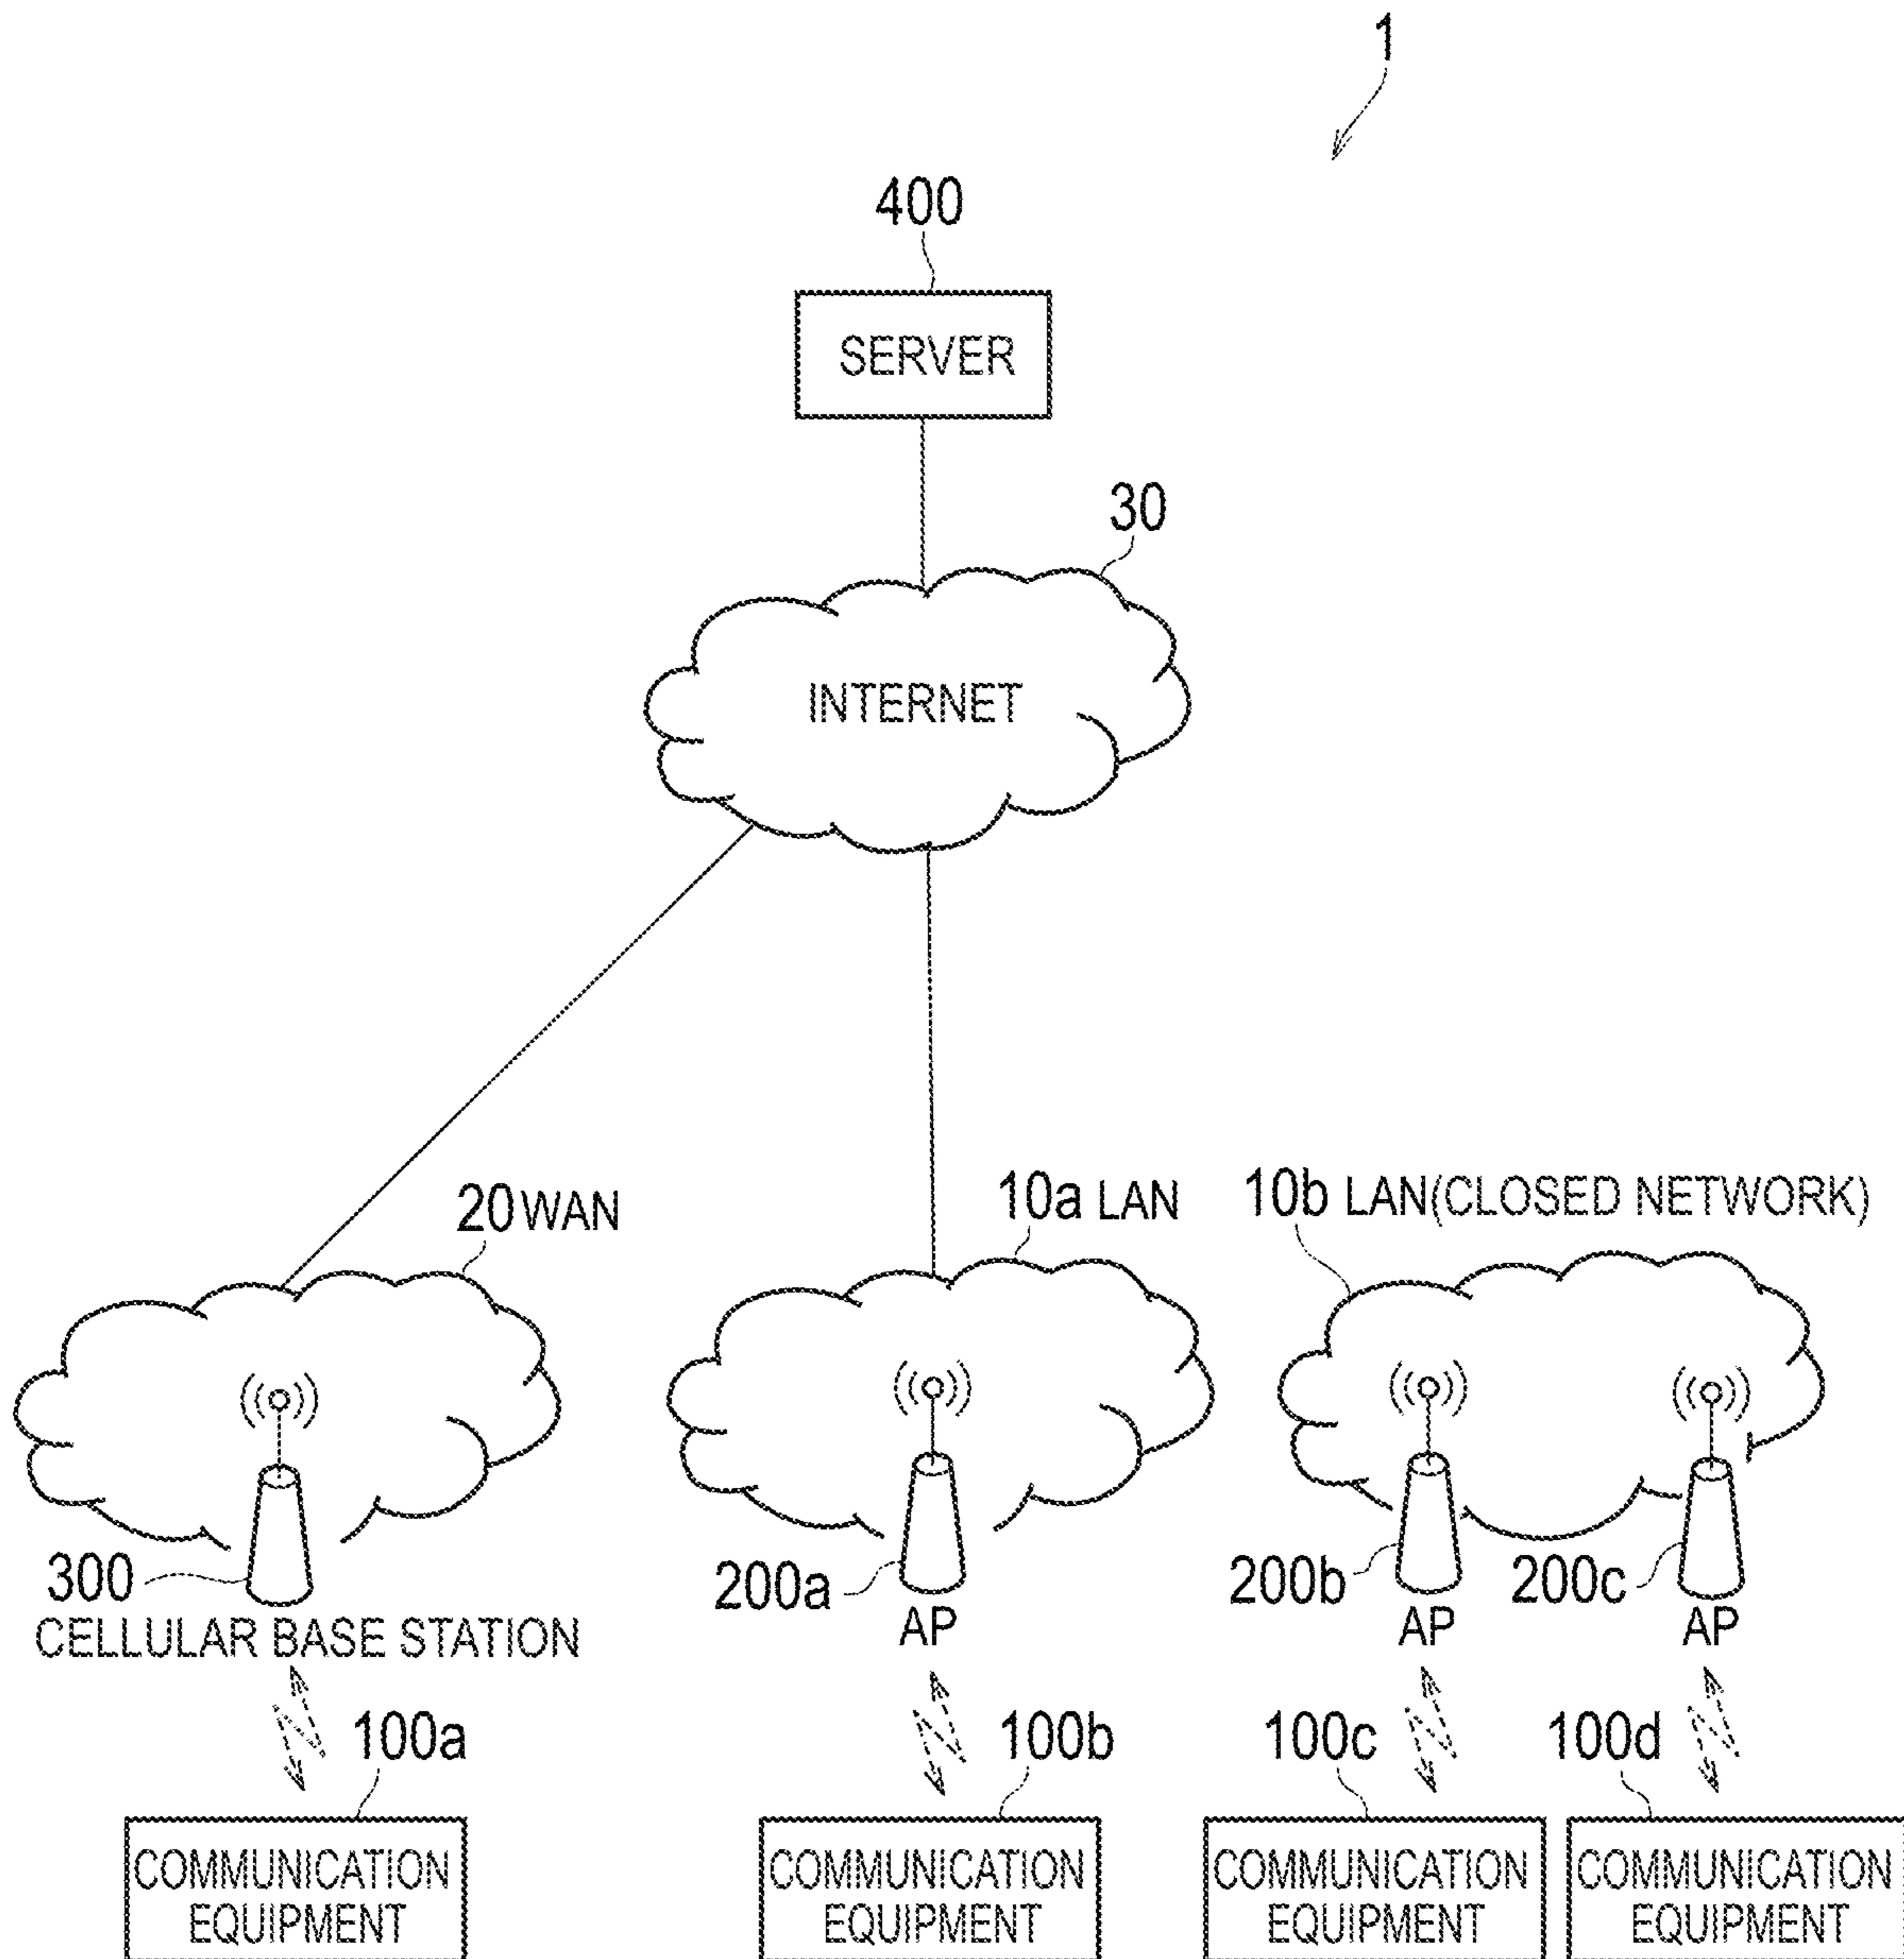 1
400
SERVER
30
INTERNET
20 WAN
10a LAN
10b LAN(CLOSED NETWORK)
300
CELLULAR BASE STATION
200a
AP
200b
AP
200c
AP
100a
100b
100c
100d
COMMUNICATION
EQUIPMENT
COMMUNICATION
EQUIPMENT
COMMUNICATION
EQUIPMENT
COMMUNICATION
EQUIPMENT